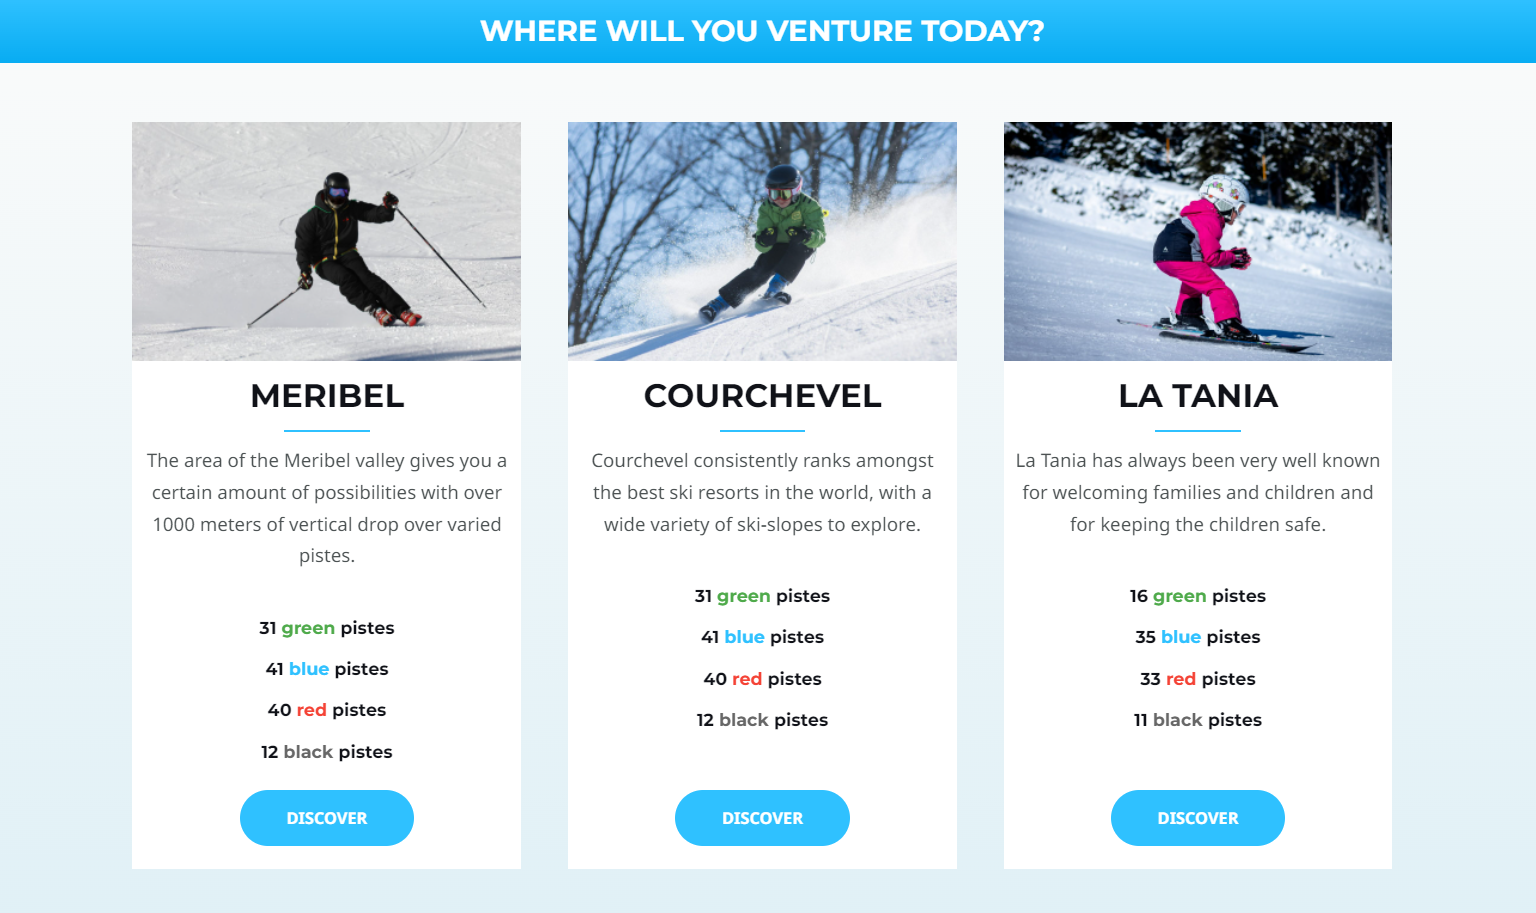 WHERE WILL YOU VENTURE TODAY?
MERIBEL
The area of the Meribel valley gives you a
certain amount of possibilities with over
1000 meters of vertical drop over varied
pistes.
31 green pistes
41 blue pistes
40 red pistes
12 black pistes
DISCOVER
COURCHEVEL
Courchevel consistently ranks amongst
the best ski resorts in the world, with a
wide variety of ski-slopes to explore.
31 green pistes
41 blue pistes
40 red pistes
12 black pistes
DISCOVER
LA TANIA
La Tania has always been very well known
for welcoming families and children and
for keeping the children safe.
16 green pistes
35 blue pistes
33 red pistes
11 black pistes
DISCOVER